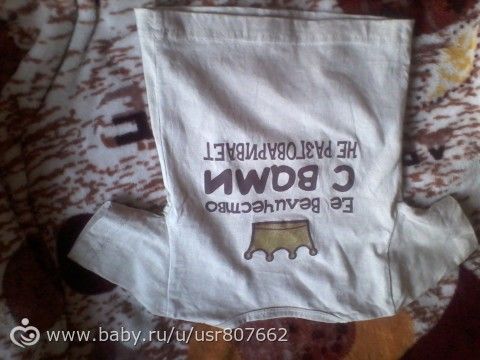 Ее Величество
С ВАМИ
НЕ РАЗГОВАРИВАЕТ
www.baby.ru/u/usr807662